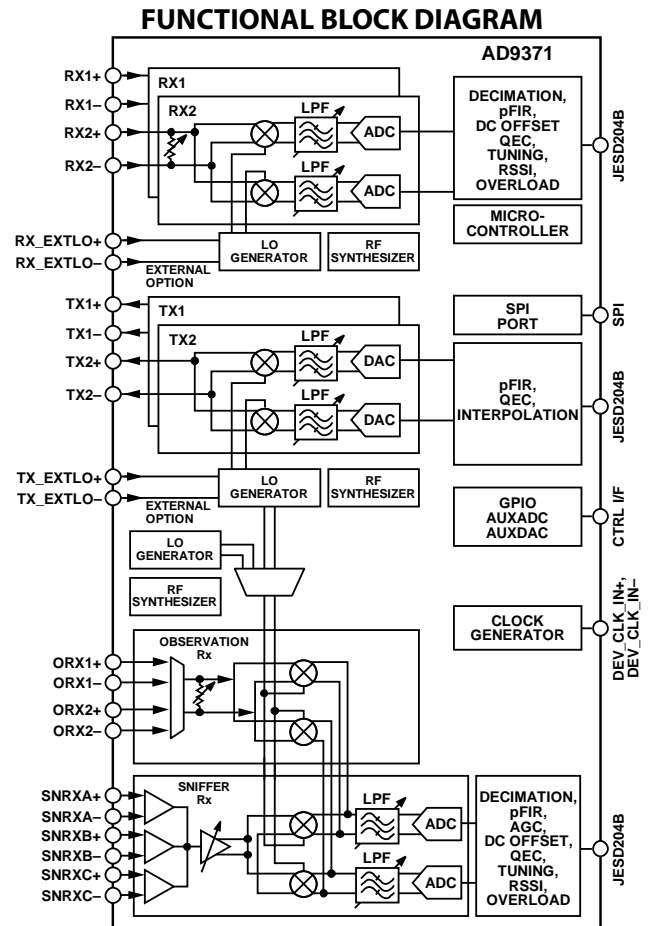 FUNCTIONAL BLOCK DIAGRAM
AD9371
RX1+
RX1–
RX2+
RX2–
RX1
RX2
LPF
ADC
LPF
ADC
DECIMATION,
pFIR,
DC OFFSET
QEC,
TUNING,
RSSI,
OVERLOAD
JESD204B
MICRO-
CONTROLLER
RX_EXTLO+
RX_EXTLO–
EXTERNAL
OPTION
LO
GENERATOR
RF
SYNTHESIZER
TX1+
TX1–
TX2+
TX2–
TX1
TX2
LPF
DAC
LPF
DAC
SPI
PORT
SPI
pFIR,
QEC,
INTERPOLATION
JESD204B
TX_EXTLO+
TX_EXTLO–
EXTERNAL
OPTION
LO
GENERATOR
RF
SYNTHESIZER
GPIO
AUXADC
AUXDAC
CTRL I/F
LO
GENERATOR
RF
SYNTHESIZER
CLOCK
GENERATOR
DEV_CLK_IN+,
DEV_CLK_IN–
OBSERVATION
Rx
ORX1+
ORX1–
ORX2+
ORX2–
SNIFFER
Rx
SNRXA+
SNRXA–
SNRXB+
SNRXB–
SNRXC+
SNRXC–
LPF
ADC
LPF
ADC
DECIMATION,
pFIR,
AGC,
DC OFFSET,
QEC,
TUNING,
RSSI,
OVERLOAD
JESD204B